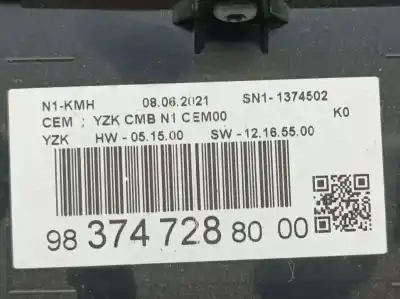 N1-KMH 08.06.2021 SN1- 1374502
CEM ; YZK CMB N1 CEM00 K0
YZK HW - 05.15.00 SW - 12.16.55.00
98 374 728 80 00